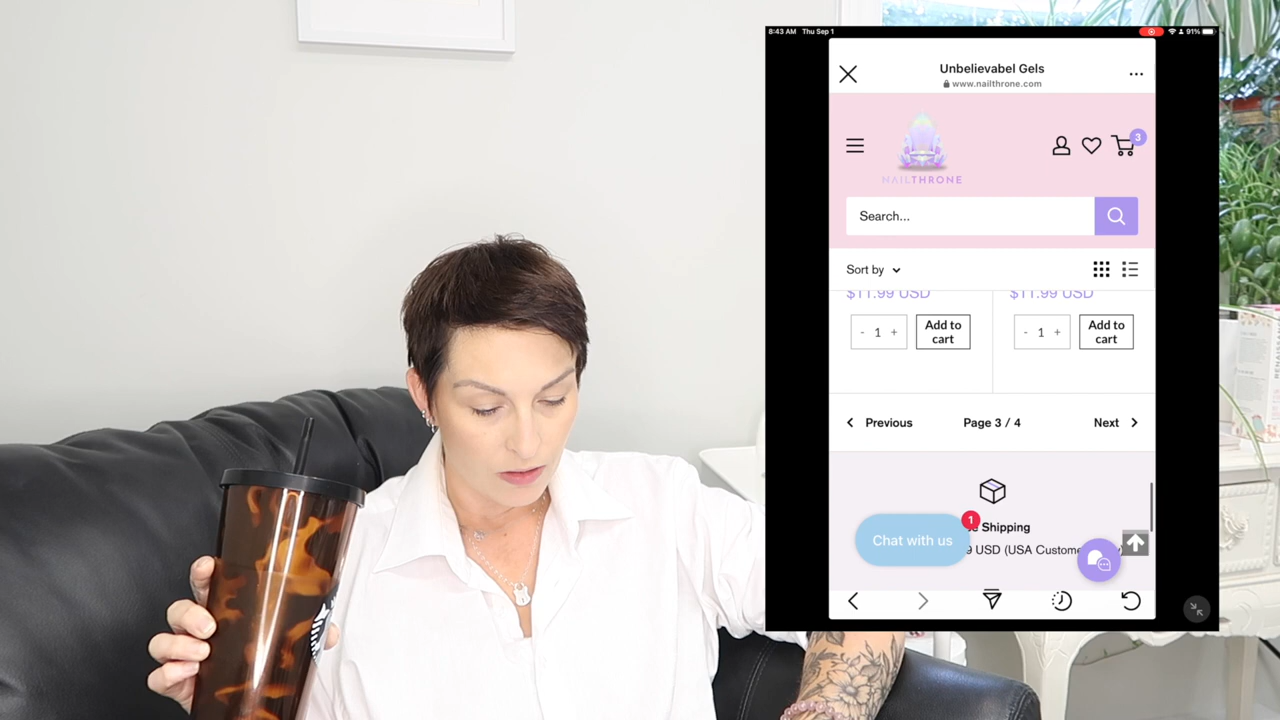 8:43 AM Thu Sep 1
91%
Unbelievabel Gels
www.nailthrone.com
NAILTHRONE
3
Search...
Sort by
$11.99 USD
$11.99 USD
- 1 +
Add to cart
- 1 +
Add to cart
Previous
Page 3 / 4
Next
Shipping
1
Chat with us
9 USD (USA Custome